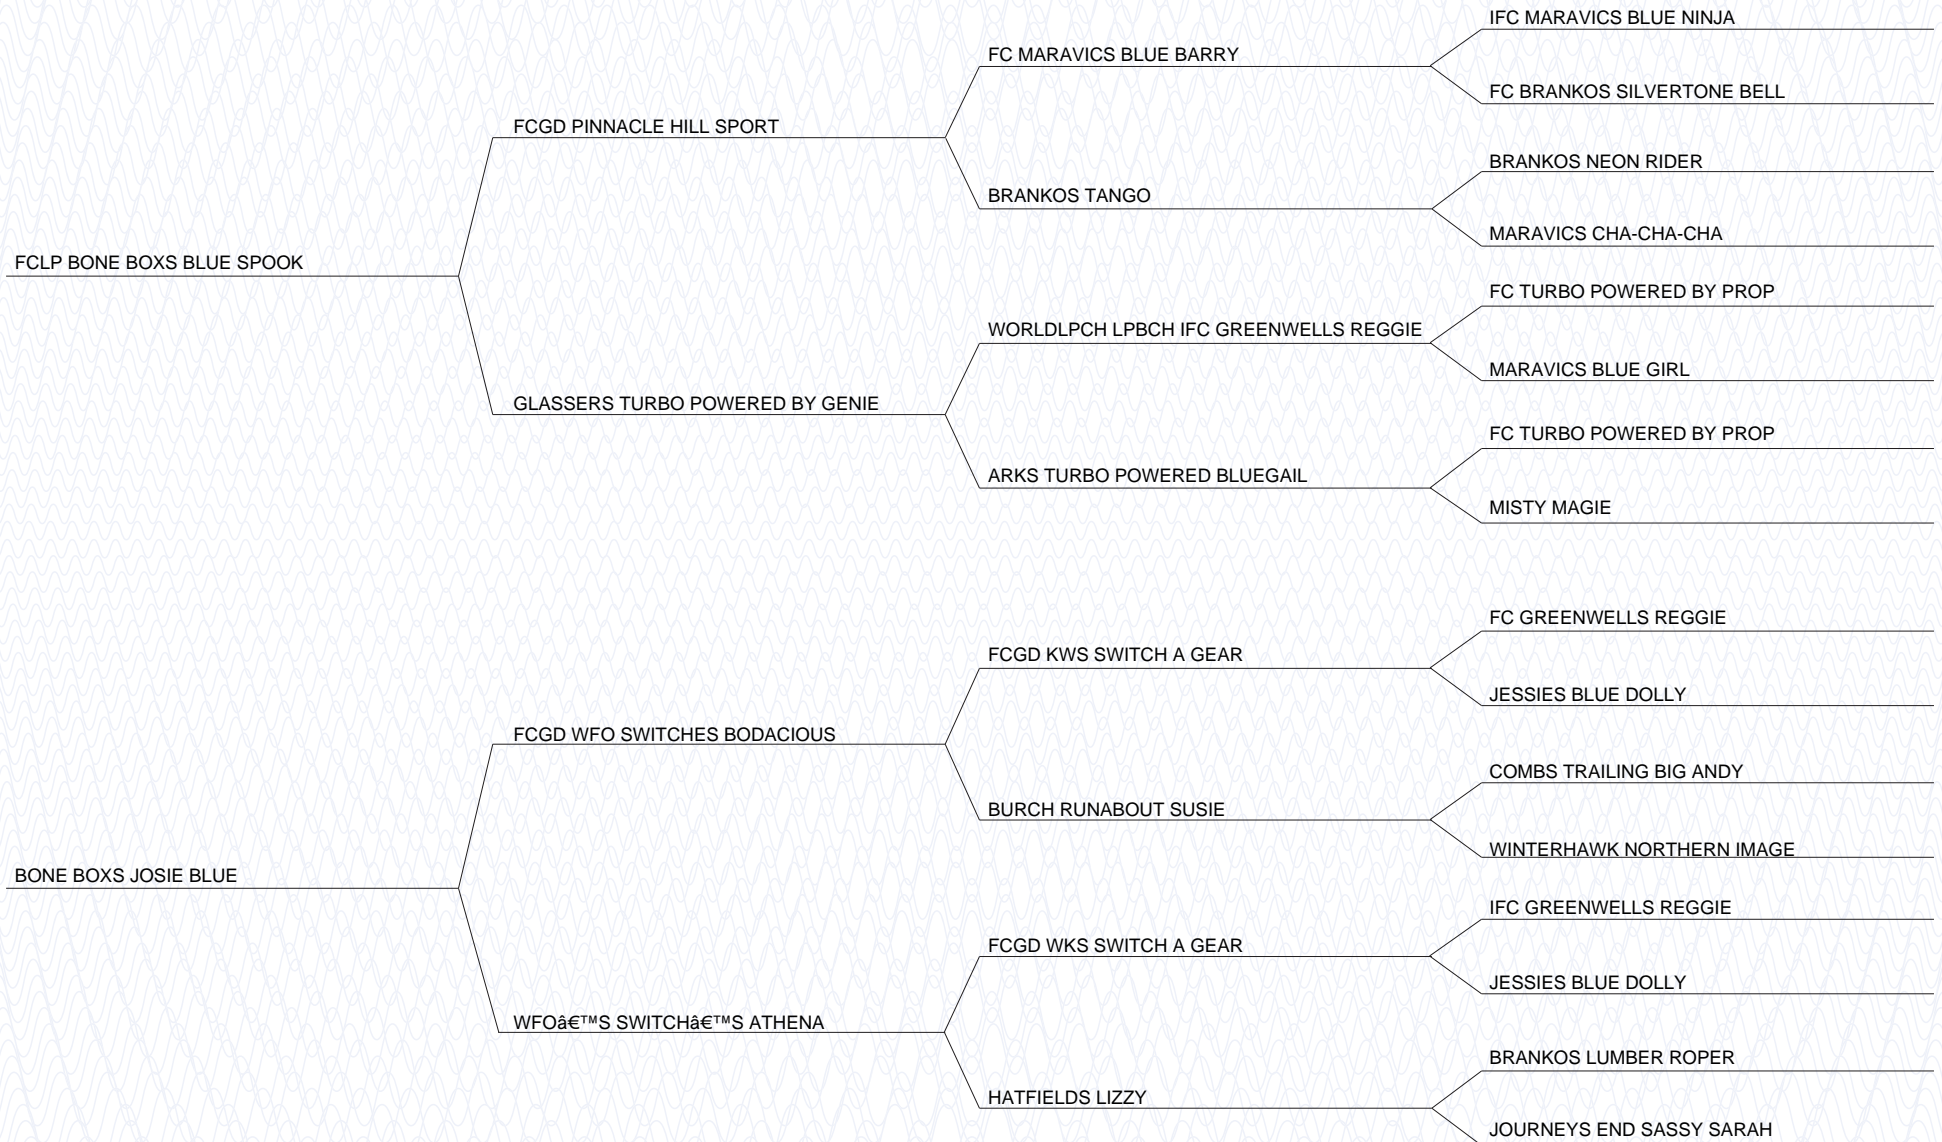 IFC MARAVICS BLUE NINJA
FC MARAVICS BLUE BARRY
FC BRANKOS SILVERTONE BELL
FCGD PINNACLE HILL SPORT
BRANKOS NEON RIDER
BRANKOS TANGO
MARAVICS CHA-CHA-CHA
FCLP BONE BOXS BLUE SPOOK
FC TURBO POWERED BY PROP
WORLDLPCH LPBCH IFC GREENWELLS REGGIE
MARAVICS BLUE GIRL
GLASSERS TURBO POWERED BY GENIE
FC TURBO POWERED BY PROP
ARKS TURBO POWERED BLUEGAIL
MISTY MAGIE
FC GREENWELLS REGGIE
FCGD KWS SWITCH A GEAR
JESSIES BLUE DOLLY
FCGD WFO SWITCHES BODACIOUS
COMBS TRAILING BIG ANDY
BURCH RUNABOUT SUSIE
WINTERHAWK NORTHERN IMAGE
BONE BOXS JOSIE BLUE
IFC GREENWELLS REGGIE
FCGD WKS SWITCH A GEAR
JESSIES BLUE DOLLY
WFO’S SWITCH’S ATHENA
BRANKOS LUMBER ROPER
HATFIELDS LIZZY
JOURNEYS END SASSY SARAH